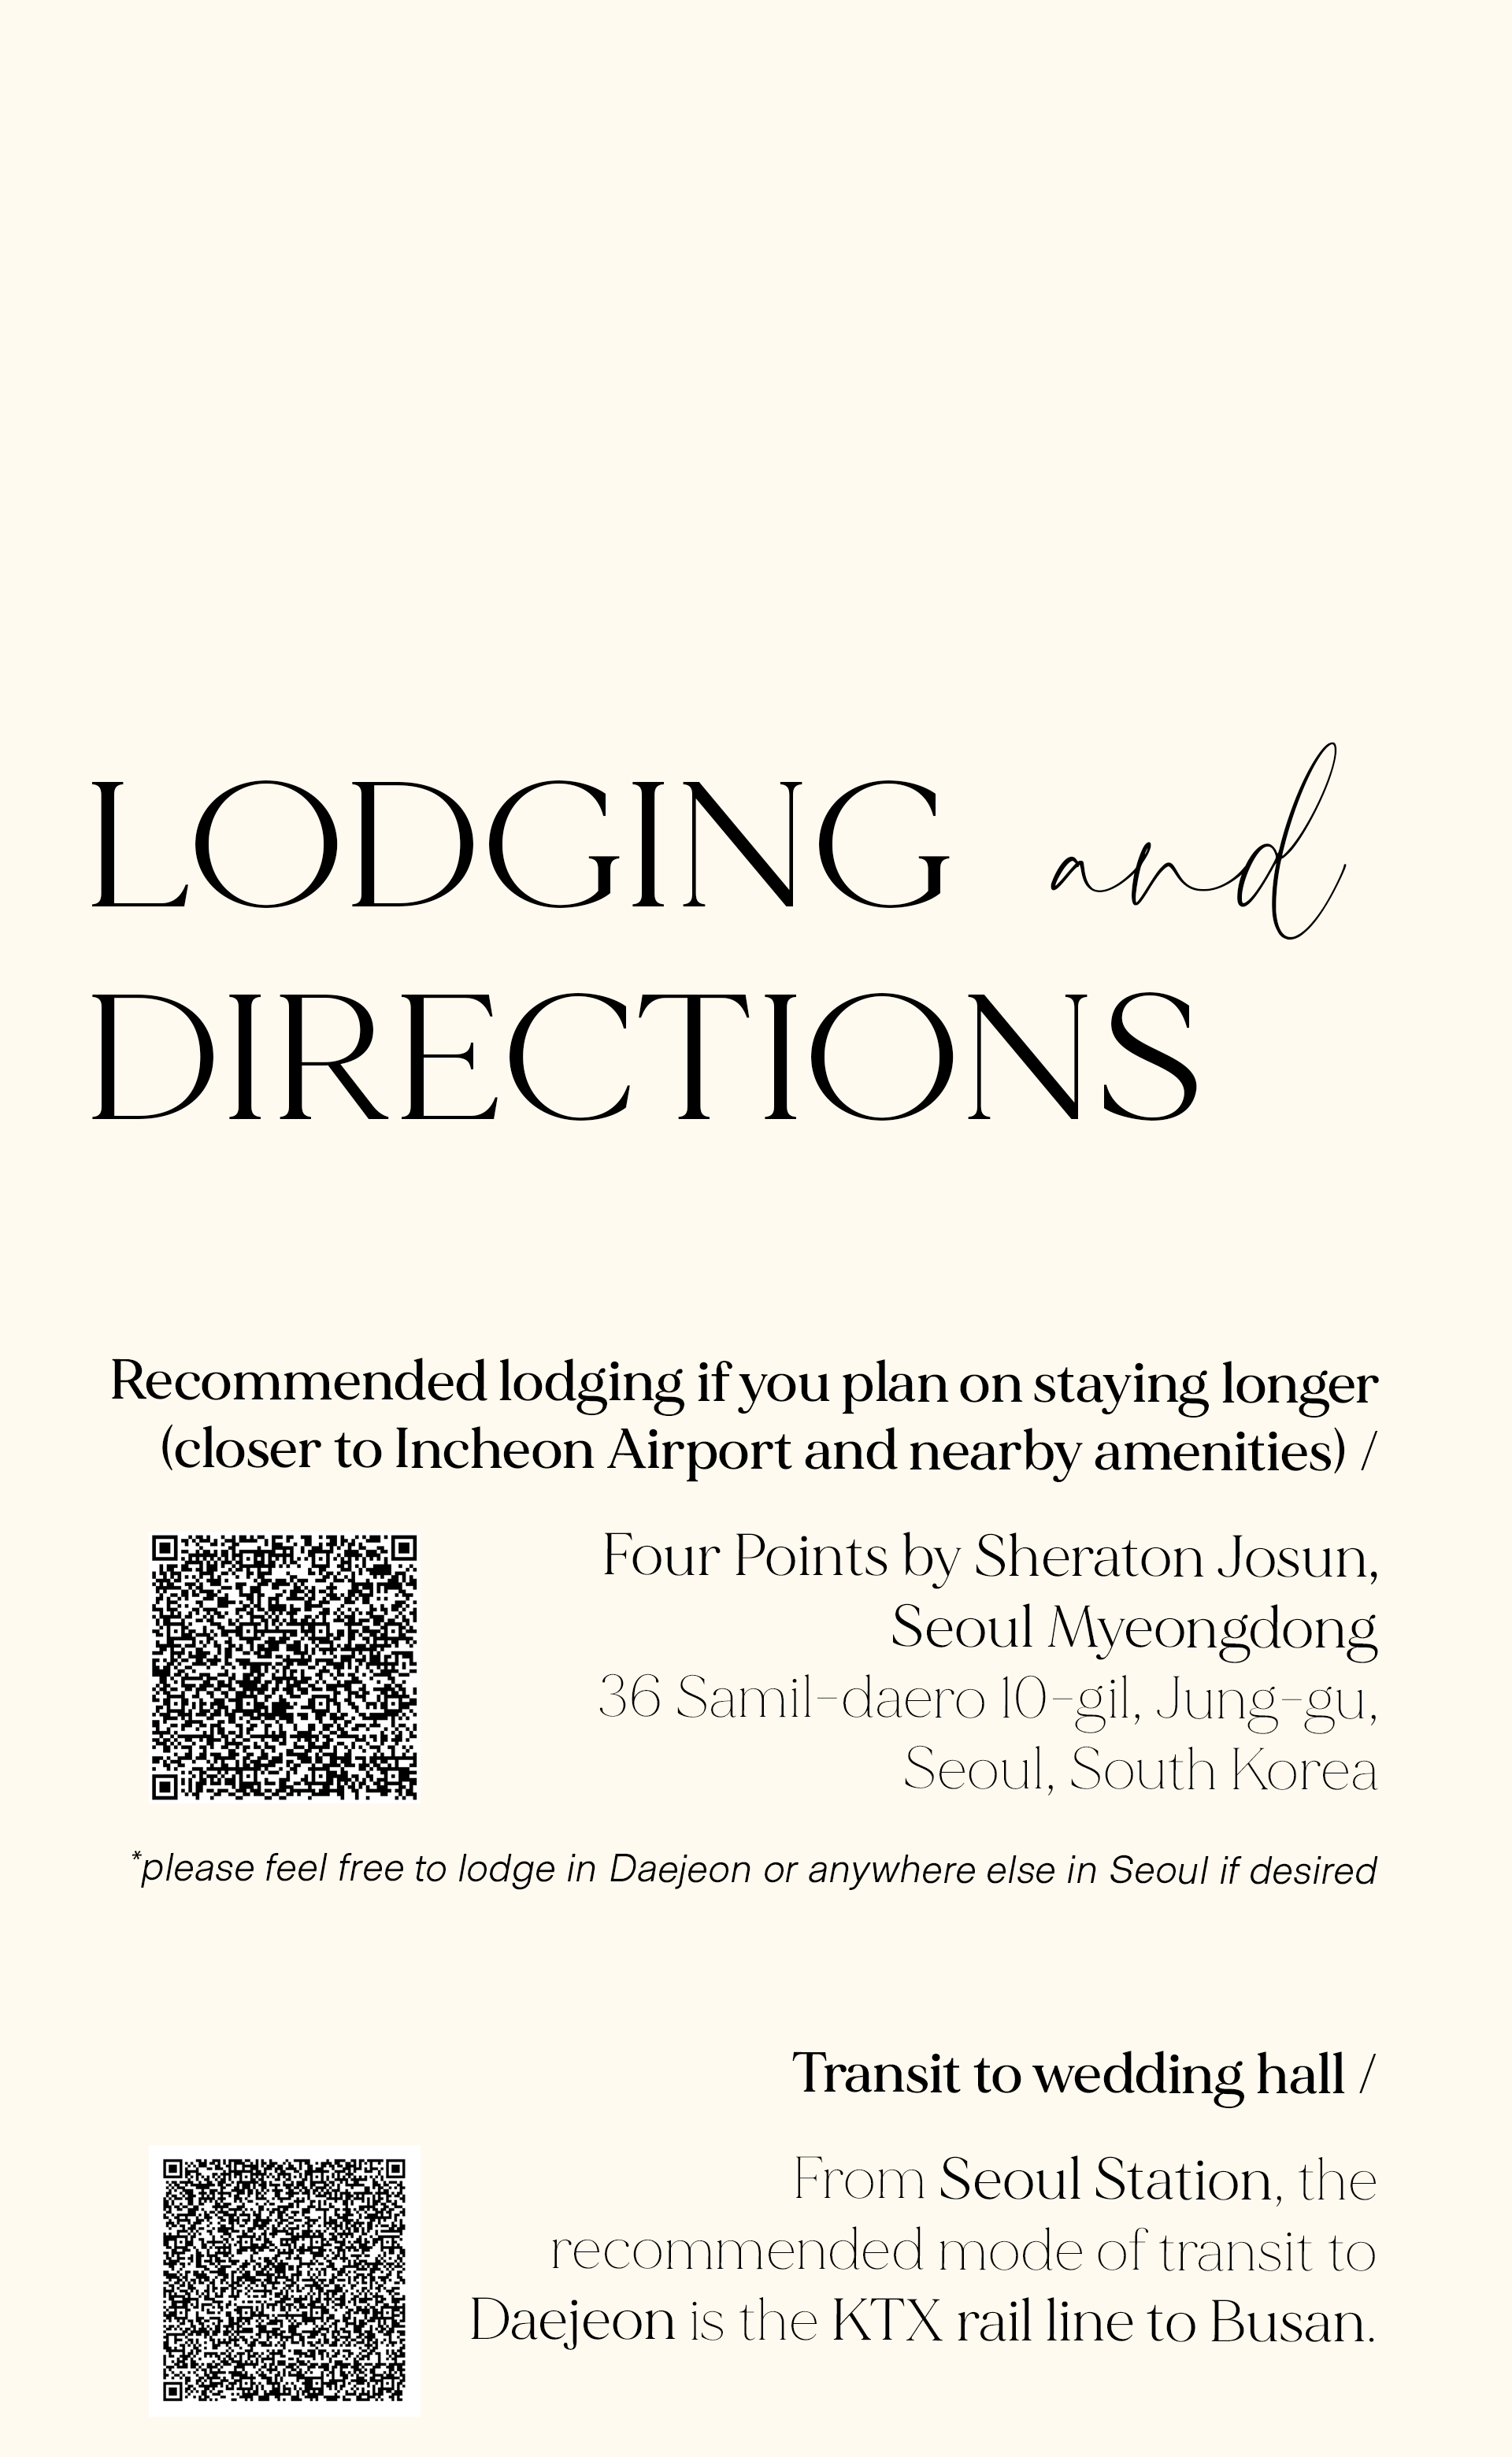 LODGING and
DIRECTIONS
Recommended lodging if you plan on staying longer
(closer to Incheon Airport and nearby amenities) /
Four Points by Sheraton Josun,
Seoul Myeongdong
36 Samil-daero 10-gil, Jung-gu,
Seoul, South Korea
*please feel free to lodge in Daejeon or anywhere else in Seoul if desired
Transit to wedding hall /
From Seoul Station, the
recommended mode of transit to
Daejeon is the KTX rail line to Busan.